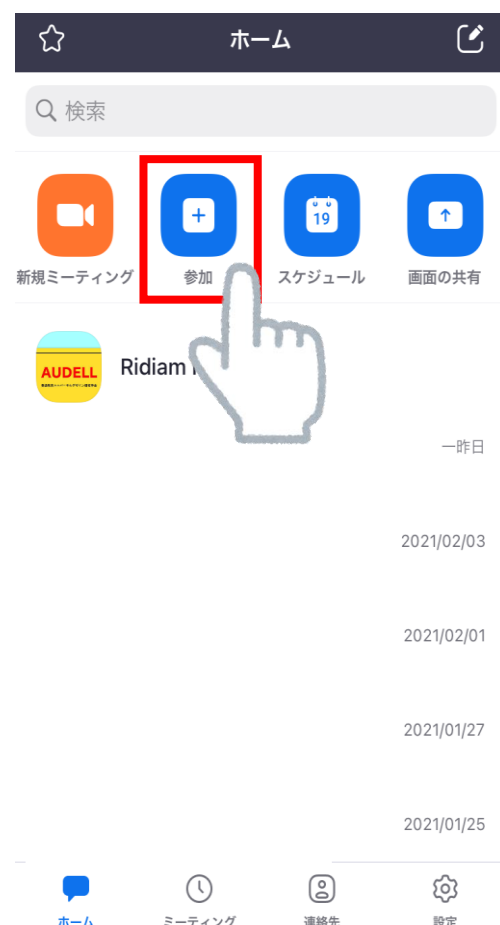 ホーム
検索
19
新規ミーティング
参加
スケジュール
画面の共有
AUDELL
Ridiam
一昨日
2021/02/03
2021/02/01
2021/01/27
2021/01/25
ホーム
ミーティング
連絡先
設定